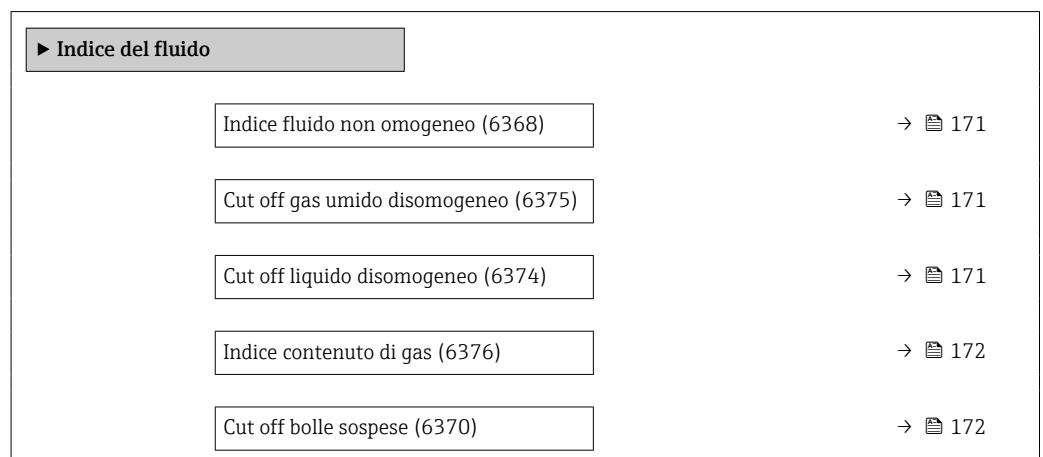 ▶ Indice del fluido
Indice fluido non omogeneo (6368) → 171
Cut off gas umido disomogeneo (6375) → 171
Cut off liquido disomogeneo (6374) → 171
Indice contenuto di gas (6376) → 172
Cut off bolle sospese (6370) → 172